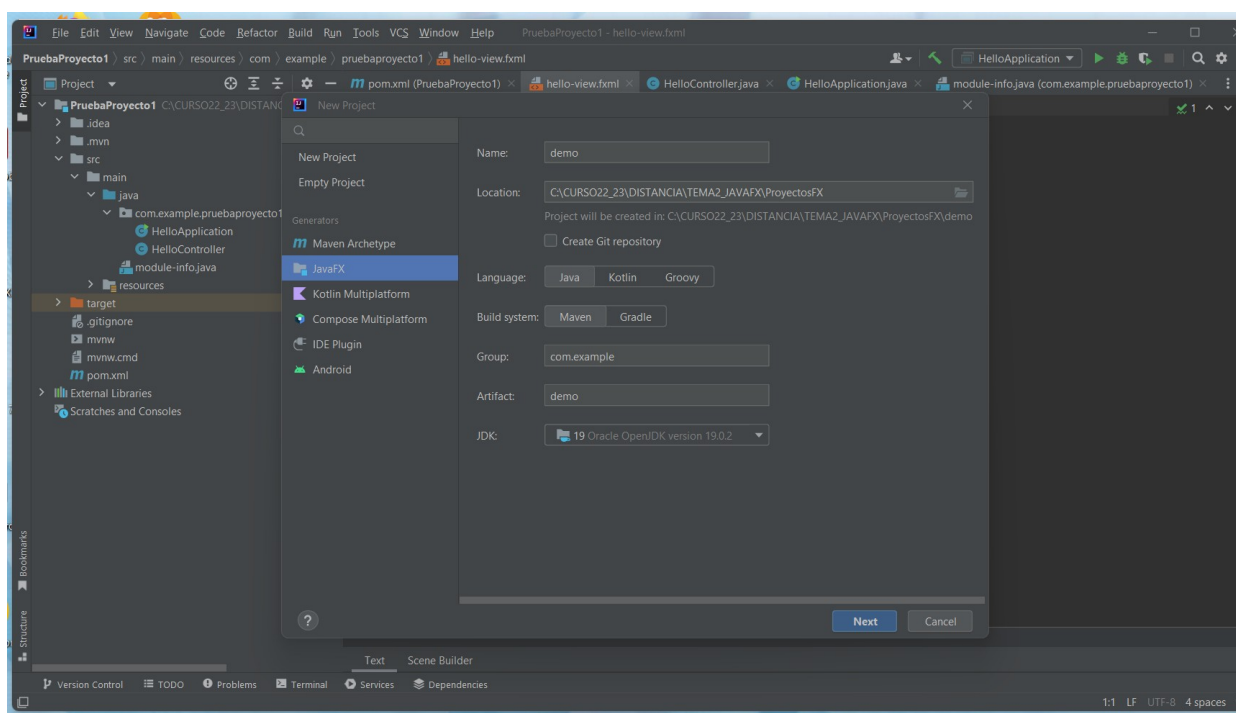 File Edit View Navigate Code Refactor Build Run Tools VCS Window Help PruebaProyecto1 - hello-view.fxml
PruebaProyecto1 src main resources com example pruebaproyecto1 hello-view.fxml HelloApplication
Project
pom.xml (PruebaProyecto1) hello-view.fxml HelloController.java HelloApplication.java module-info.java (com.example.pruebaproyecto1)
1
Project
PruebaProyecto1 C:\CURSO22_23\DISTANC
.idea
.mvn
src
main
java
com.example.pruebaproyecto1
HelloApplication
HelloController
module-info.java
resources
target
.gitignore
mvnw
mvnw.cmd
pom.xml
External Libraries
Scratches and Consoles
New Project
New Project
Empty Project
Generators
Maven Archetype
JavaFX
Kotlin Multiplatform
Compose Multiplatform
IDE Plugin
Android
Name: demo
Location: C:\CURSO22_23\DISTANCIA\TEMA2_JAVAFX\ProyectosFX
Project will be created in: C:\CURSO22_23\DISTANCIA\TEMA2_JAVAFX\ProyectosFX\demo
Create Git repository
Language: Java Kotlin Groovy
Build system: Maven Gradle
Group: com.example
Artifact: demo
JDK: 19 Oracle OpenJDK version 19.0.2
? Next Cancel
Bookmarks
Structure
Text Scene Builder
Version Control TODO Problems Terminal Services Dependencies
1:1 LF UTF-8 4 spaces